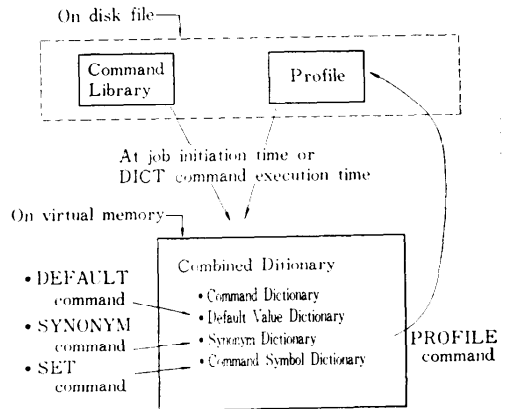 On disk file
Command
Library
Profile
At job initiation time or
DICT command execution time
On virtual memory
Combined Ditionary
• Command Dictionary
• Default Value Dictionary
• Synonym Dictionary
• Command Symbol Dictionary
• DEFAULT
command
• SYNONYM
command
• SET
command
PROFILE
command